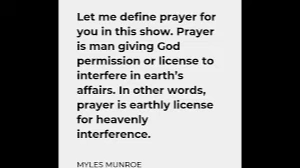 Let me define prayer for
you in this show. Prayer
is man giving God
permission or license to
interfere in earth's
affairs. In other words,
prayer is earthly license
for heavenly
interference.
MYLES MUNROE